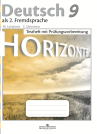 Deutsch 9
als 2. Fremdsprache
Testheft mit Prüfungsvorbereitung
HORIZONTE